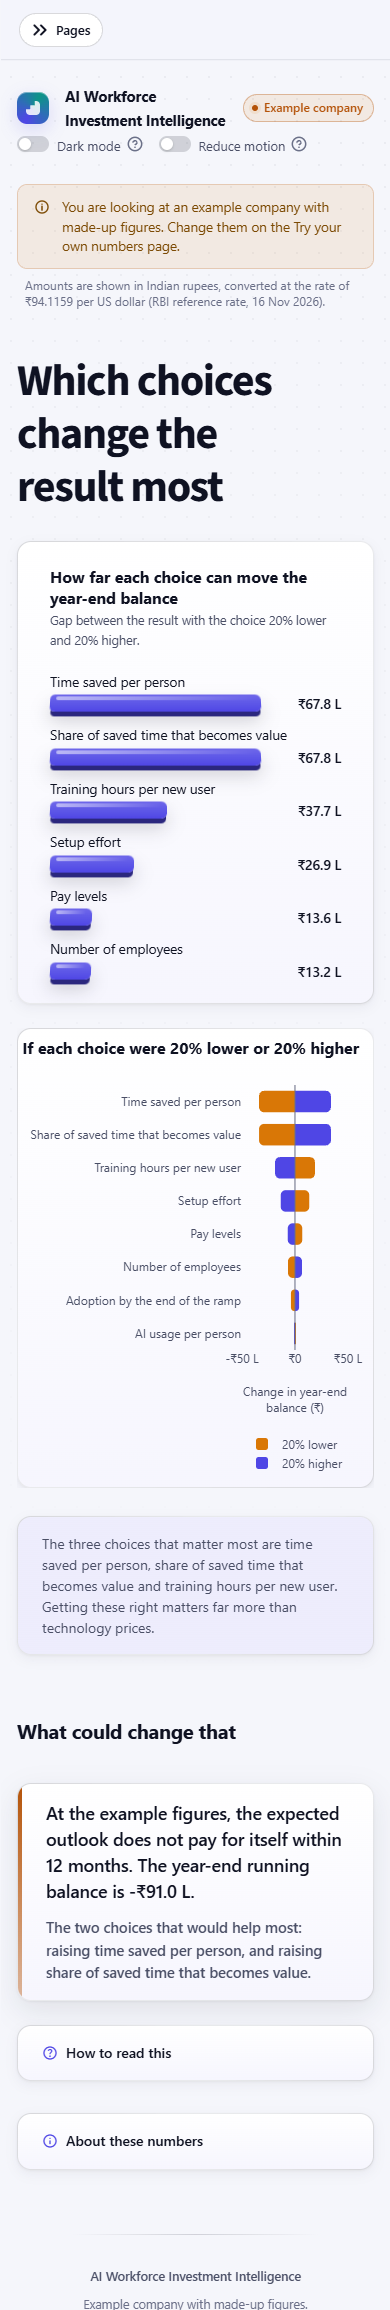 Pages
AI Workforce
Investment Intelligence
Example company
Dark mode
Reduce motion
You are looking at an example company with
made-up figures. Change them on the Try your
own numbers page.
Amounts are shown in Indian rupees, converted at the rate of
₹94.1159 per US dollar (RBI reference rate, 16 Nov 2026).
Which choices
change the
result most
How far each choice can move the
year-end balance
Gap between the result with the choice 20% lower
and 20% higher.
Time saved per person
₹67.8 L
Share of saved time that becomes value
₹67.8 L
Training hours per new user
₹37.7 L
Setup effort
₹26.9 L
Pay levels
₹13.6 L
Number of employees
₹13.2 L
If each choice were 20% lower or 20% higher
Time saved per person
Share of saved time that becomes value
Training hours per new user
Setup effort
Pay levels
Number of employees
Adoption by the end of the ramp
AI usage per person
-₹50 L ₹0 ₹50 L
Change in year-end
balance (₹)
20% lower
20% higher
The three choices that matter most are time
saved per person, share of saved time that
becomes value and training hours per new user.
Getting these right matters far more than
technology prices.
What could change that
At the example figures, the expected
outlook does not pay for itself within
12 months. The year-end running
balance is -₹91.0 L.
The two choices that would help most:
raising time saved per person, and raising
share of saved time that becomes value.
How to read this
About these numbers
AI Workforce Investment Intelligence
Example company with made-up figures.